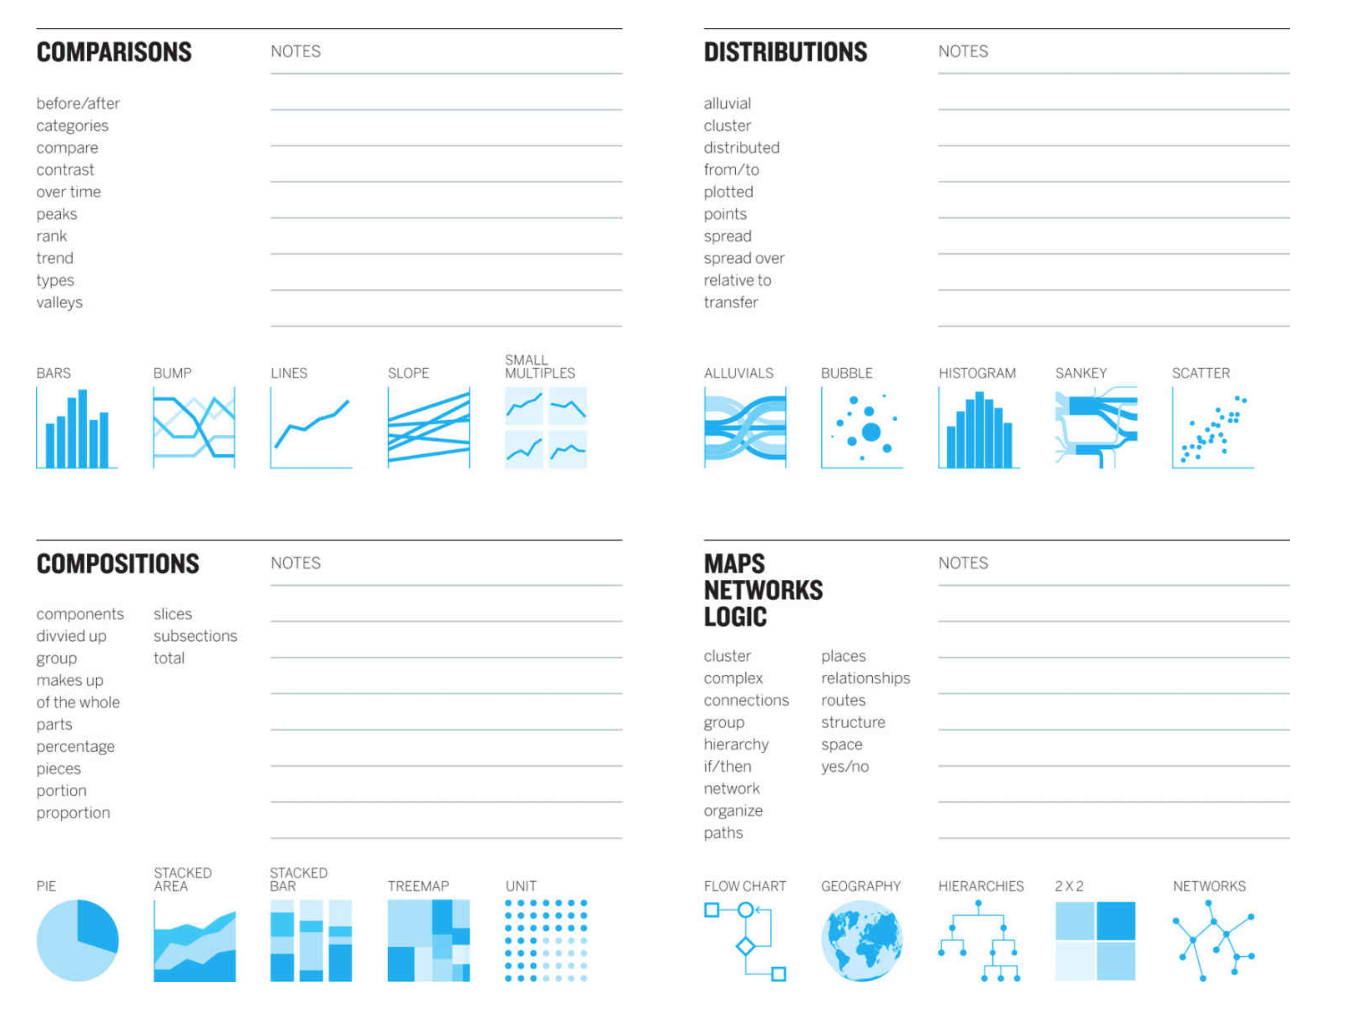 COMPARISONS
NOTES
before/after
categories
compare
contrast
over time
peaks
rank
trend
types
valleys
BARS
BUMP
LINES
SLOPE
SMALL
MULTIPLES
DISTRIBUTIONS
NOTES
alluvial
cluster
distributed
from/to
plotted
points
spread
spread over
relative to
transfer
ALLUVIALS
BUBBLE
HISTOGRAM
SANKEY
SCATTER
COMPOSITIONS
NOTES
components
divvied up
group
makes up
of the whole
parts
percentage
pieces
portion
proportion
slices
subsections
total
PIE
STACKED
AREA
STACKED
BAR
TREEMAP
UNIT
MAPS
NETWORKS
LOGIC
NOTES
cluster
complex
connections
group
hierarchy
if/then
network
organize
paths
places
relationships
routes
structure
space
yes/no
FLOW CHART
GEOGRAPHY
HIERARCHIES
2 X 2
NETWORKS